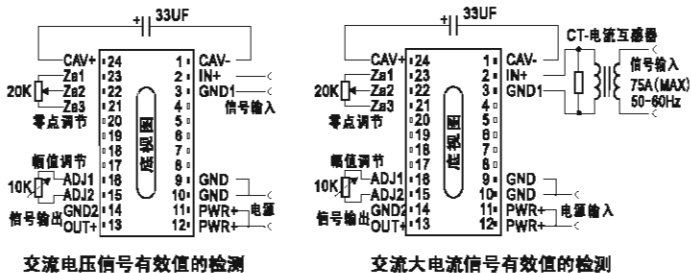 33UF
CAV+ 24 1 CAV-
Za1 23 2 IN+
20K Za2 22 3 GND1
Za3 21 4 信号输入
零点调节 20 5
19 6
18 7
幅值调节 17 8
底视图
ADJ1 16 9 GND
10K ADJ2 15 10 GND
GND2 14 11 PWR+ 电源
信号输出 OUT+ 13 12 PWR+
交流电压信号有效值的检测
33UF
CT-电流互感器
CAV+ 24 1 CAV-
Za1 23 2 IN+
20K Za2 22 3 GND1
Za3 21 4
信号输入
75A(MAX)
50-60Hz
零点调节 20 5
19 6
18 7
幅值调节 17 8
底视图
ADJ1 16 9 GND
10K ADJ2 15 10 GND
GND2 14 11 PWR+ 电源输入
信号输出 OUT+ 13 12 PWR+
交流大电流信号有效值的检测